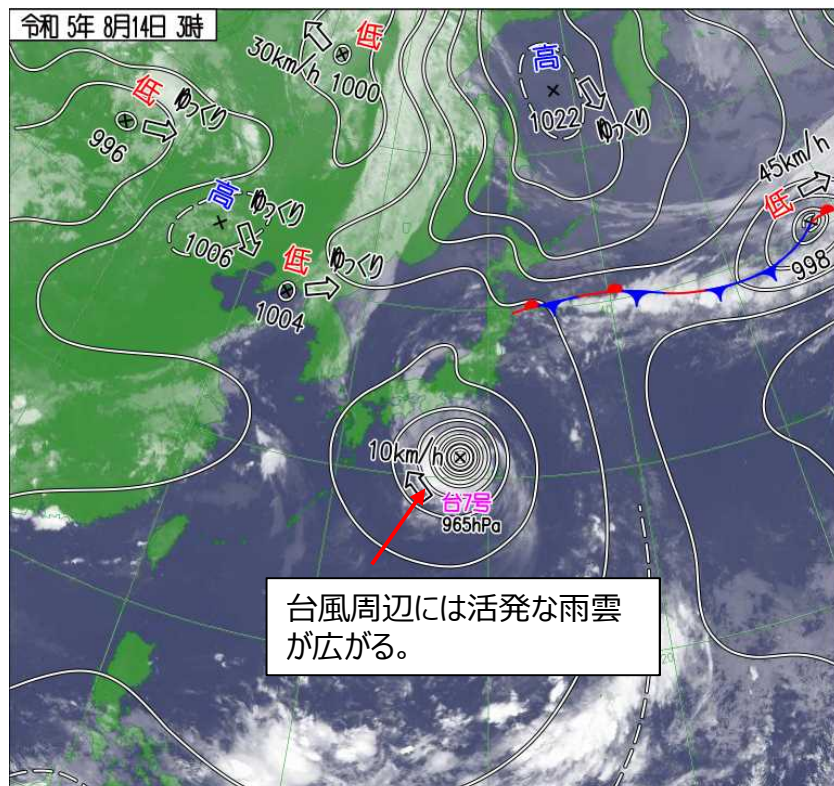 令和 5年 8月14日 3時
低
30km/h
1000
高
1022
ゆっくり
低
ゆっくり
996
45km/h
低
998
高
ゆっくり
1006
低
ゆっくり
1004
40
10km/h
台7号
965hPa
台風周辺には活発な雨雲
が広がる。
20